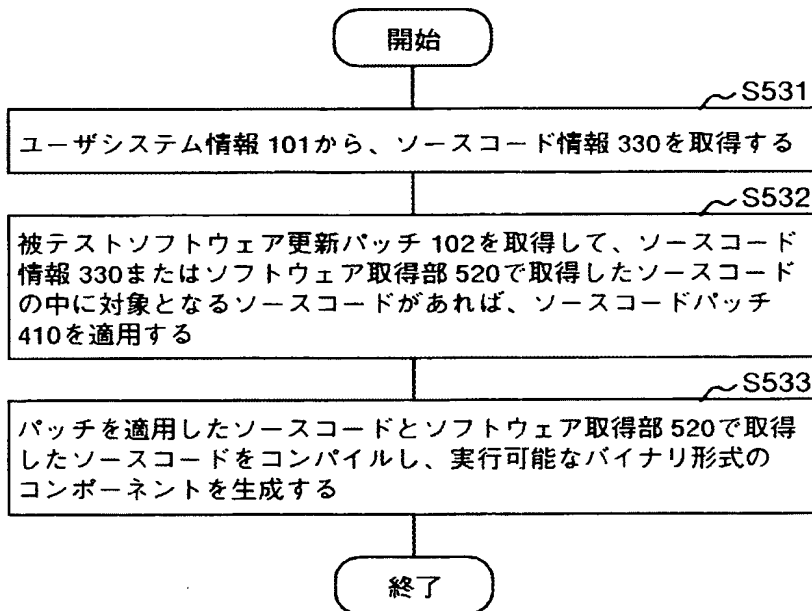 開始
S531
ユーザシステム情報 101から、ソースコード情報 330を取得する
S532
被テストソフトウェア更新パッチ 102を取得して、ソースコード
情報 330またはソフトウェア取得部 520で取得したソースコード
の中に対象となるソースコードがあれば、ソースコードパッチ
410を適用する
S533
パッチを適用したソースコードとソフトウェア取得部 520で取得
したソースコードをコンパイルし、実行可能なバイナリ形式の
コンポーネントを生成する
終了